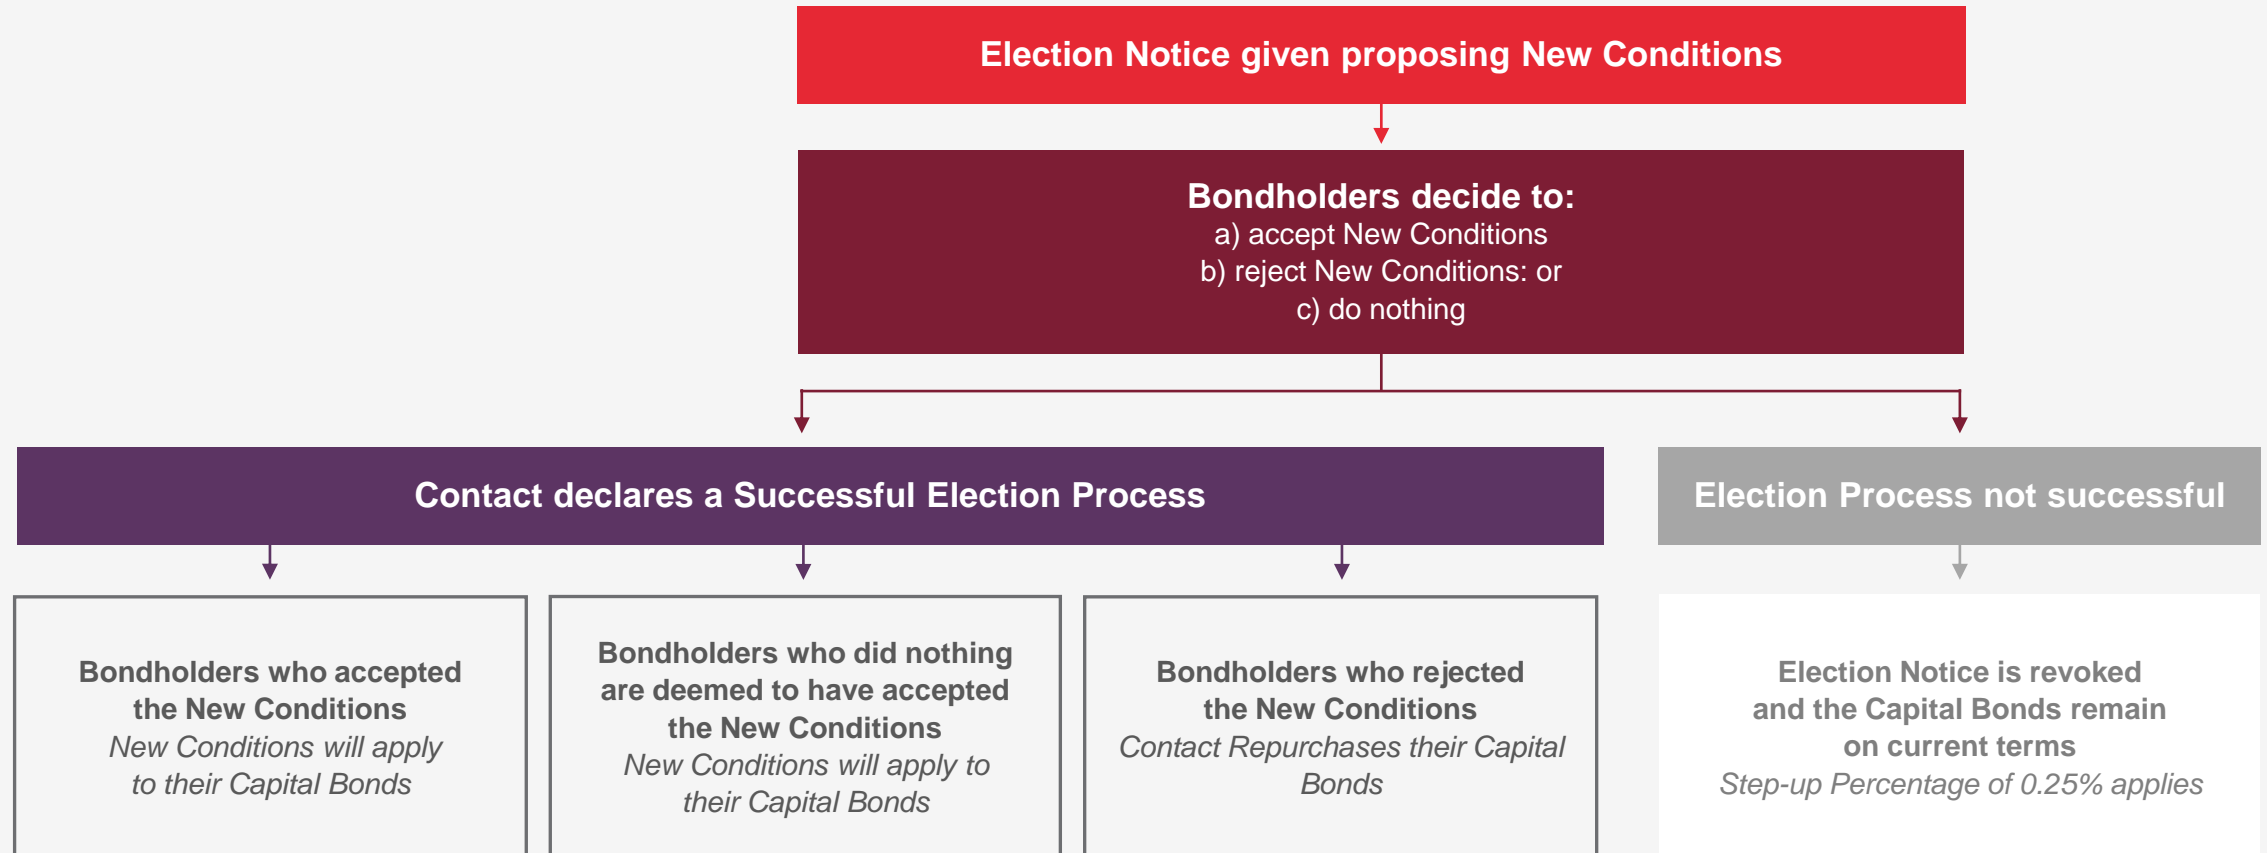 Election Notice given proposing New Conditions
Bondholders decide to:
a) accept New Conditions
b) reject New Conditions: or
c) do nothing
Contact declares a Successful Election Process
Election Process not successful
Bondholders who accepted
the New Conditions
New Conditions will apply
to their Capital Bonds
Bondholders who did nothing
are deemed to have accepted
the New Conditions
New Conditions will apply to
their Capital Bonds
Bondholders who rejected
the New Conditions
Contact Repurchases their Capital
Bonds
Election Notice is revoked
and the Capital Bonds remain
on current terms
Step-up Percentage of 0.25% applies